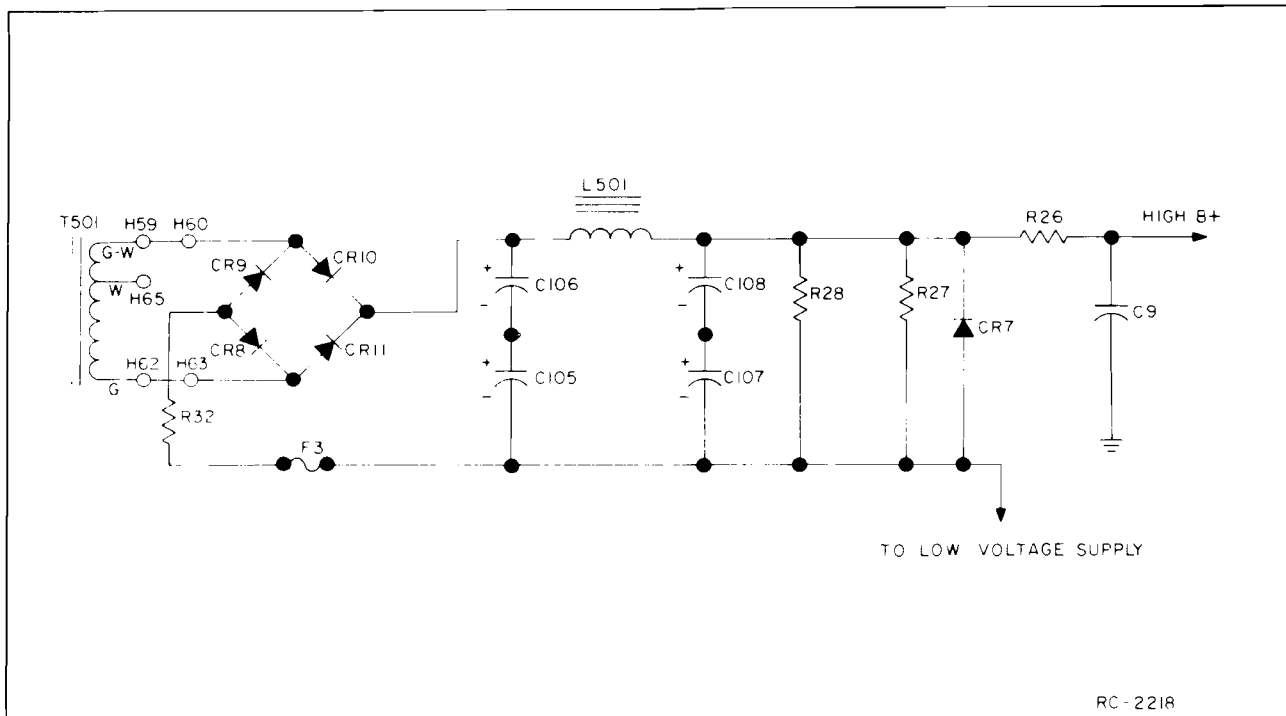 L501
T501 H59 H60
R26 HIGH B+
G-W
CR9 CR10
W
H65
+ +
C106 C108
- -
R28 R27
CR7
C9
CR8 CR11
H62 H63
G
+ +
C105 C107
- -
R32
F3
TO LOW VOLTAGE SUPPLY
RC-2218